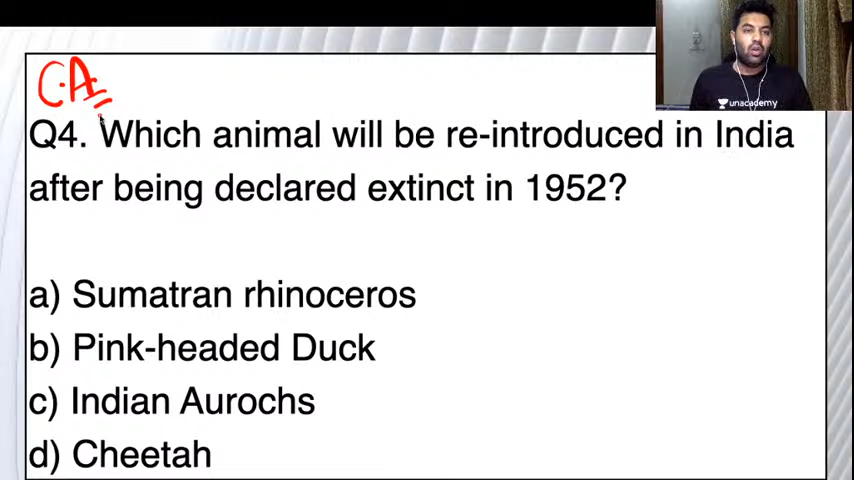 C.A
unacademy
Q4. Which animal will be re-introduced in India
after being declared extinct in 1952?
a) Sumatran rhinoceros
b) Pink-headed Duck
c) Indian Aurochs
d) Cheetah